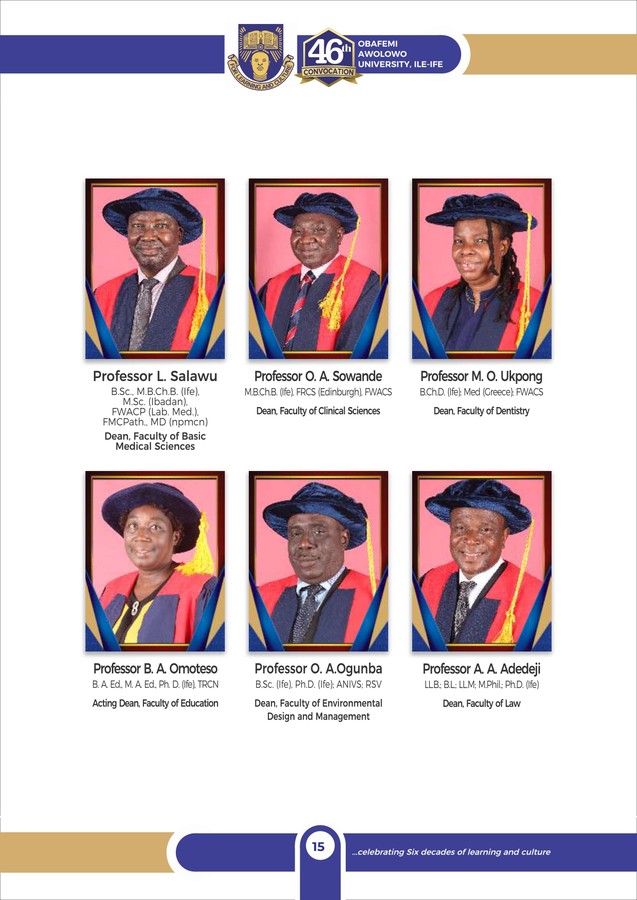 FOR LEARNING AND CULTURE
46th
CONVOCATION
OBAFEMI
AWOLOWO
UNIVERSITY, ILE-IFE
Professor L. Salawu
B.Sc., M.B.Ch.B. (Ife),
M.Sc. (Ibadan),
FWACP (Lab. Med.),
FMCPath., MD (npmcn)
Dean, Faculty of Basic
Medical Sciences
Professor O. A. Sowande
M.B.Ch.B. (Ife), FRCS (Edinburgh), FWACS
Dean, Faculty of Clinical Sciences
Professor M. O. Ukpong
B.Ch.D. (Ife); Med (Greece); FWACS
Dean, Faculty of Dentistry
Professor B. A. Omoteso
B. A. Ed., M. A. Ed., Ph. D. (Ife), TRCN
Acting Dean, Faculty of Education
Professor O. A.Ogunba
B.Sc. (Ife), Ph.D. (Ife); ANIVS; RSV
Dean, Faculty of Environmental
Design and Management
Professor A. A. Adedeji
LL.B.; B.L.; LL.M; M.Phil.; Ph.D. (Ife)
Dean, Faculty of Law
15
...celebrating Six decades of learning and culture